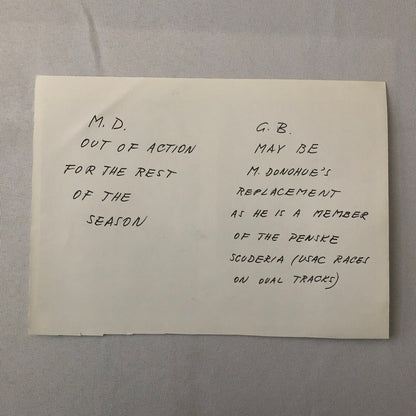 M. D.
OUT OF ACTION
FOR THE REST
OF THE
SEASON
G. B.
MAY BE
M. DONOHUE'S
REPLACEMENT
AS HE IS A MEMBER
OF THE PENSKE
SCUDERIA (USAC RACES
ON OVAL TRACKS)